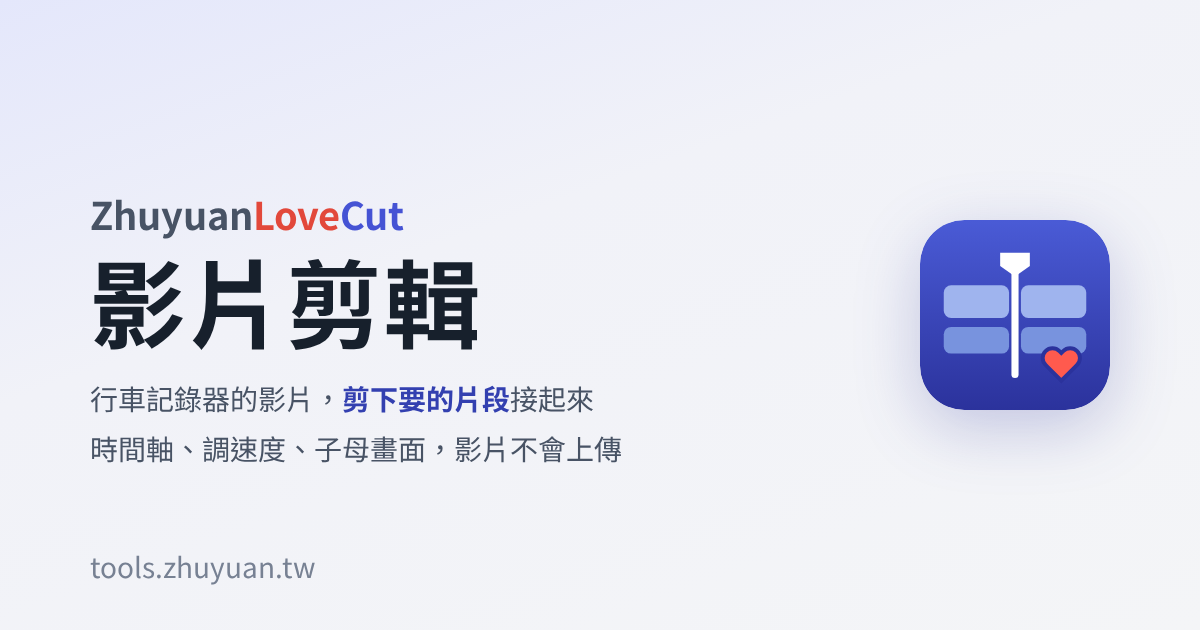 ZhuyuanLoveCut
影片剪輯
行車記錄器的影片，剪下要的片段接起來
時間軸、調速度、子母畫面，影片不會上傳
tools.zhuyuan.tw